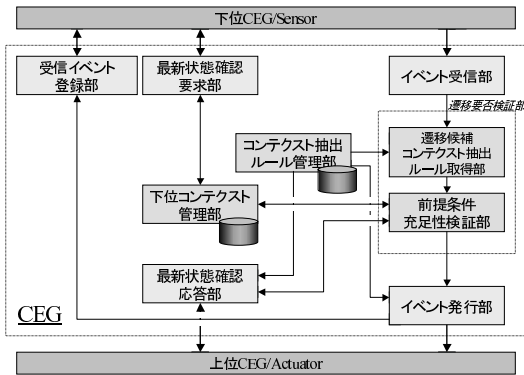 下位CEG/Sensor
受信イベント
登録部
最新状態確認
要求部
イベント受信部
遷移要否検証部
コンテクスト抽出
ルール管理部
遷移候補
コンテクスト抽出
ルール取得部
下位コンテクスト
管理部
前提条件
充足性検証部
最新状態確認
応答部
イベント発行部
CEG
上位CEG/Actuator